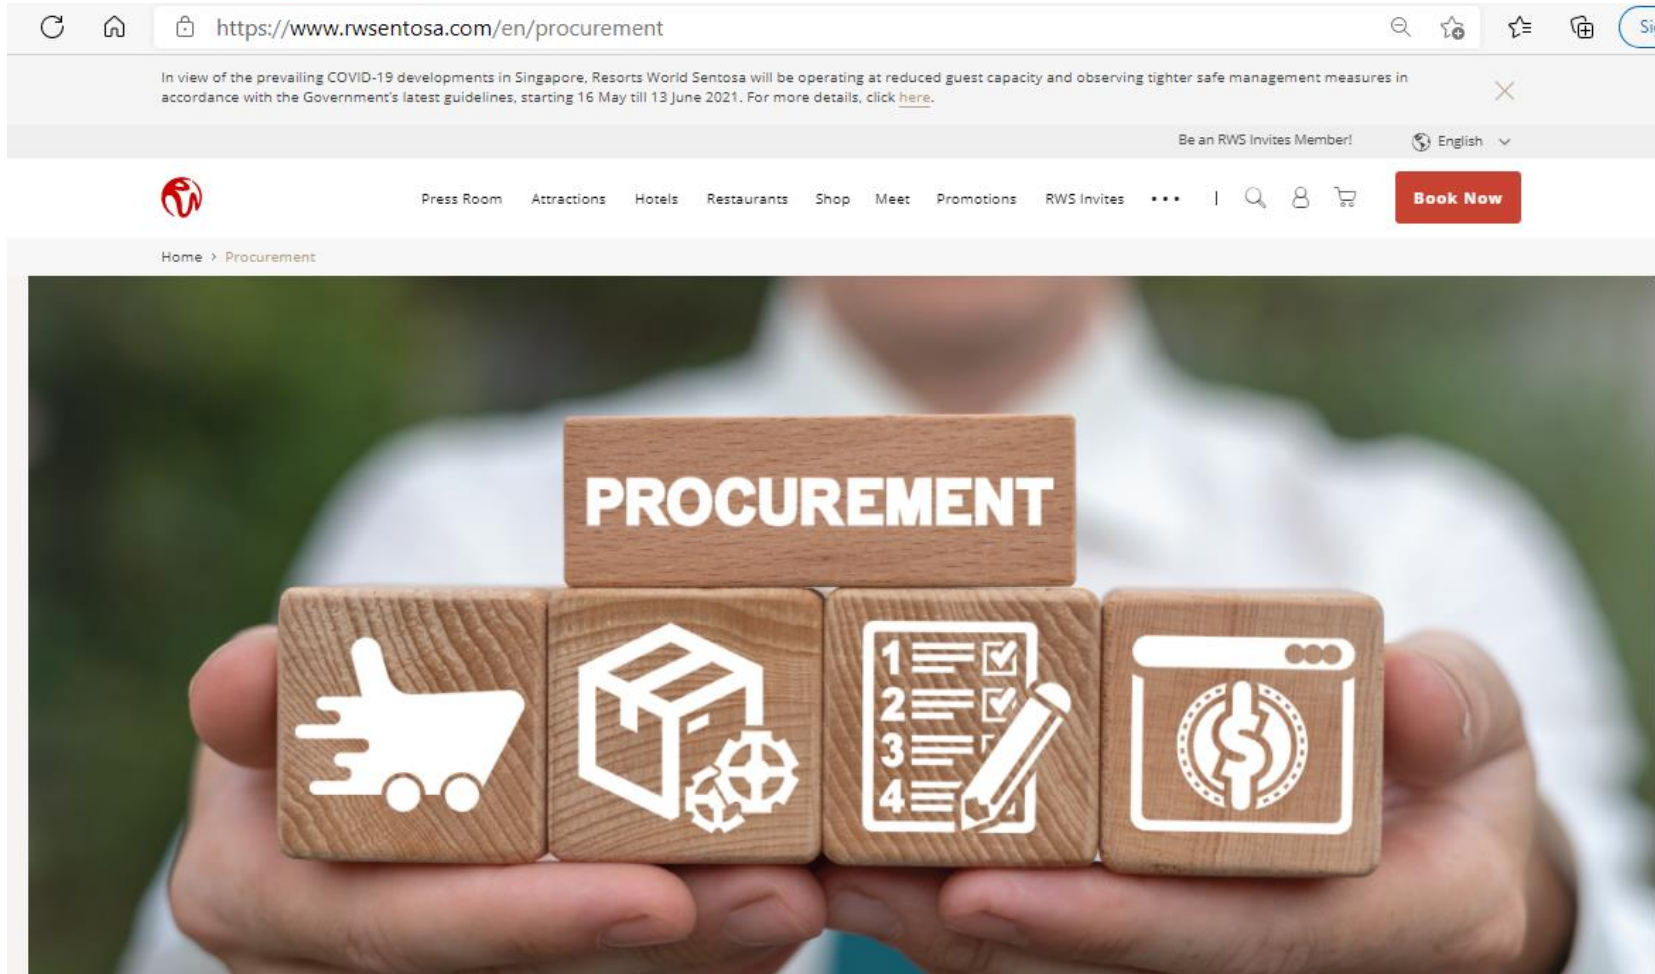 https://www.rwsentosa.com/en/procurement
In view of the prevailing COVID-19 developments in Singapore, Resorts World Sentosa will be operating at reduced guest capacity and observing tighter safe management measures in
accordance with the Government's latest guidelines, starting 16 May till 13 June 2021. For more details, click here.
Be an RWS Invites Member! English
Press Room Attractions Hotels Restaurants Shop Meet Promotions RWS Invites ••• | Book Now
Home > Procurement
PROCUREMENT
1
2
3
4
$